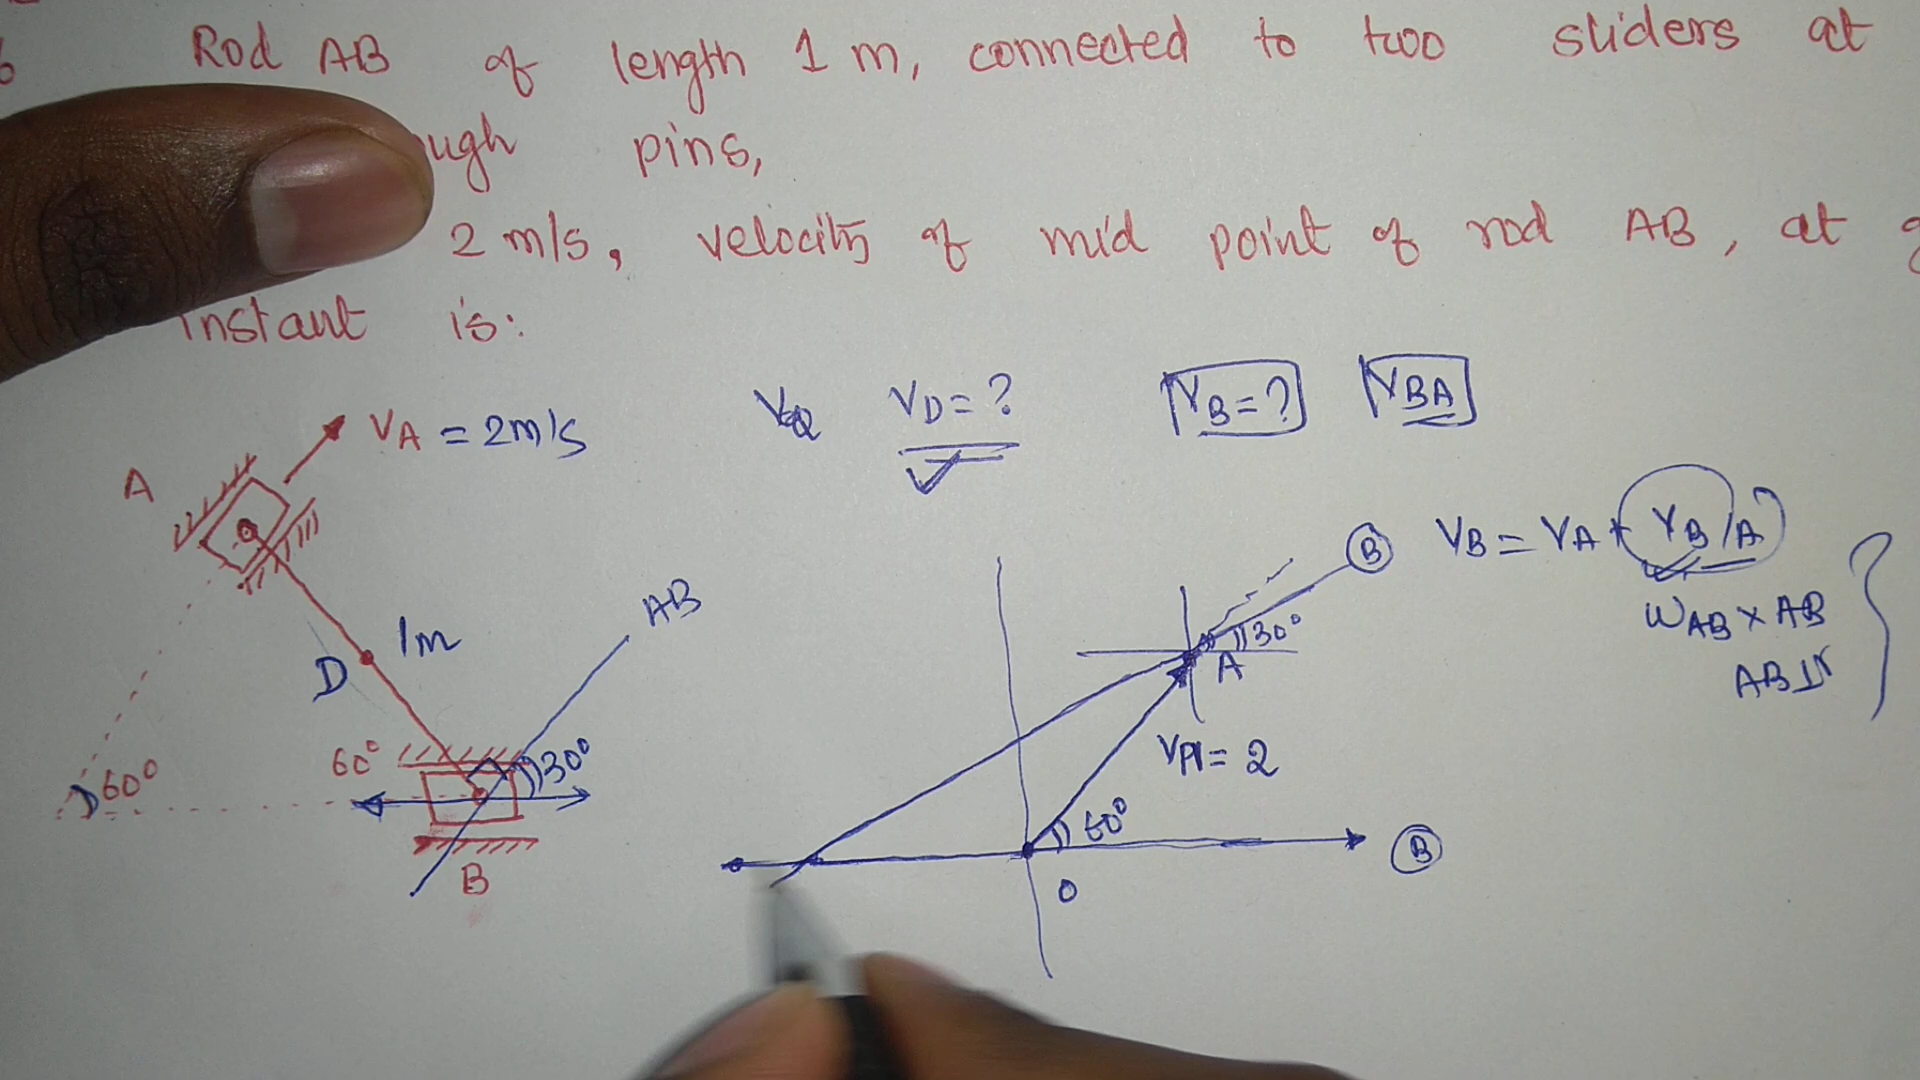 Rod AB of length 1 m, connected to two sliders at
ugh pins,
2 m/s, velocity of mid point of rod AB, at g
instant is:
VA = 2m/s
VD = ?
VB = ?
VBA
A
AB
1m
D
60°
60°
30°
B
B
VB = VA + VB/A
ωAB × AB
AB⊥r
30°
A
VA = 2
60°
B
O